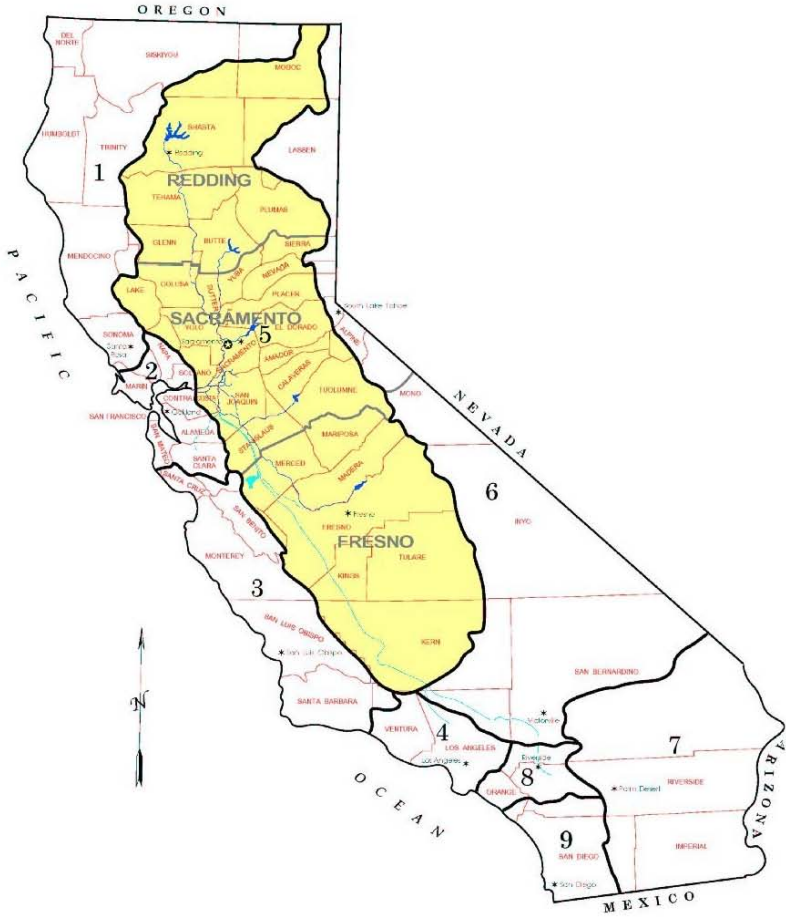 OREGON
DEL
NORTE
SISKIYOU
MODOC
HUMBOLDT
TRINITY
SHASTA
Redding
LASSEN
1
REDDING
TEHAMA
PLUMAS
GLENN
BUTTE
SIERRA
MENDOCINO
PACIFIC
LAKE
COLUSA
SUTTER
YUBA
NEVADA
PLACER
SACRAMENTO
South Lake Tahoe
SONOMA
Santa
Rosa
NAPA
YOLO
Sacramento
5
EL DORADO
ALPINE
SACRAMENTO
AMADOR
2
SOLANO
CALAVERAS
MARIN
CONTRA COSTA
SAN
JOAQUIN
TUOLUMNE
MONO
NEVADA
SAN FRANCISCO
Oakland
ALAMEDA
STANISLAUS
MARIPOSA
SAN MATEO
SANTA
CLARA
MERCED
MADERA
SANTA CRUZ
6
SAN BENITO
Fresno
FRESNO
INYO
FRESNO
MONTEREY
TULARE
KINGS
3
SAN LUIS OBISPO
KERN
San Luis Obispo
SAN BERNARDINO
N
SANTA BARBARA
VENTURA
4
LOS ANGELES
Los Angeles
Victorville
7
ARIZONA
Riverside
8
ORANGE
Palm Desert
RIVERSIDE
OCEAN
9
SAN DIEGO
IMPERIAL
San Diego
MEXICO